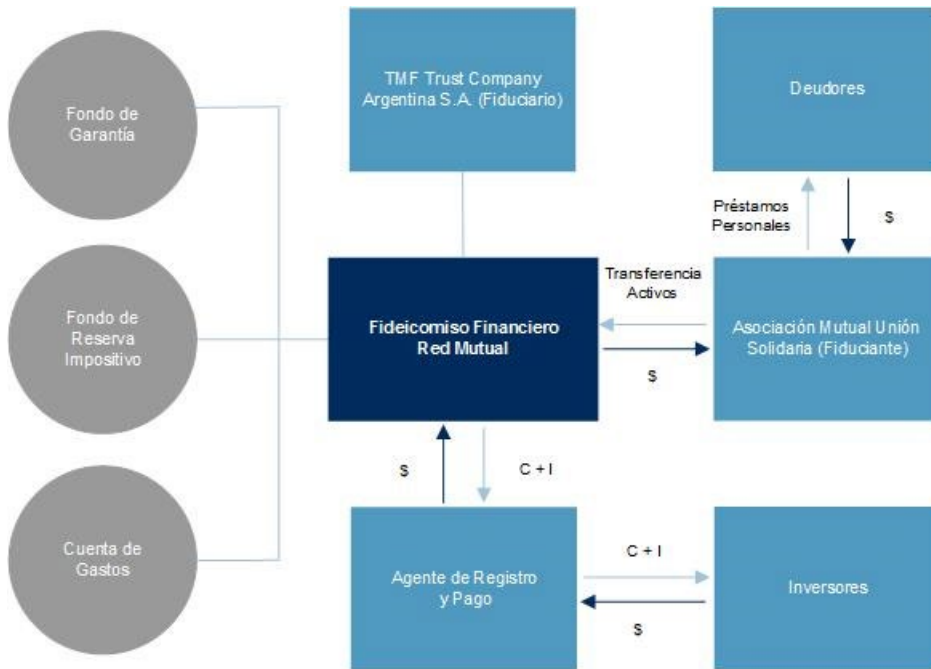 Fondo de
Garantía
TMF Trust Company
Argentina S.A. (Fiduciario)
Deudores
Préstamos
Personales
$
Fondo de
Reserva
Impositivo
Fideicomiso Financiero
Red Mutual
Transferencia
Activos
$
Asociación Mutual Unión
Solidaria (Fiduciante)
$
C + I
Cuenta de
Gastos
Agente de Registro
y Pago
C + I
$
Inversores